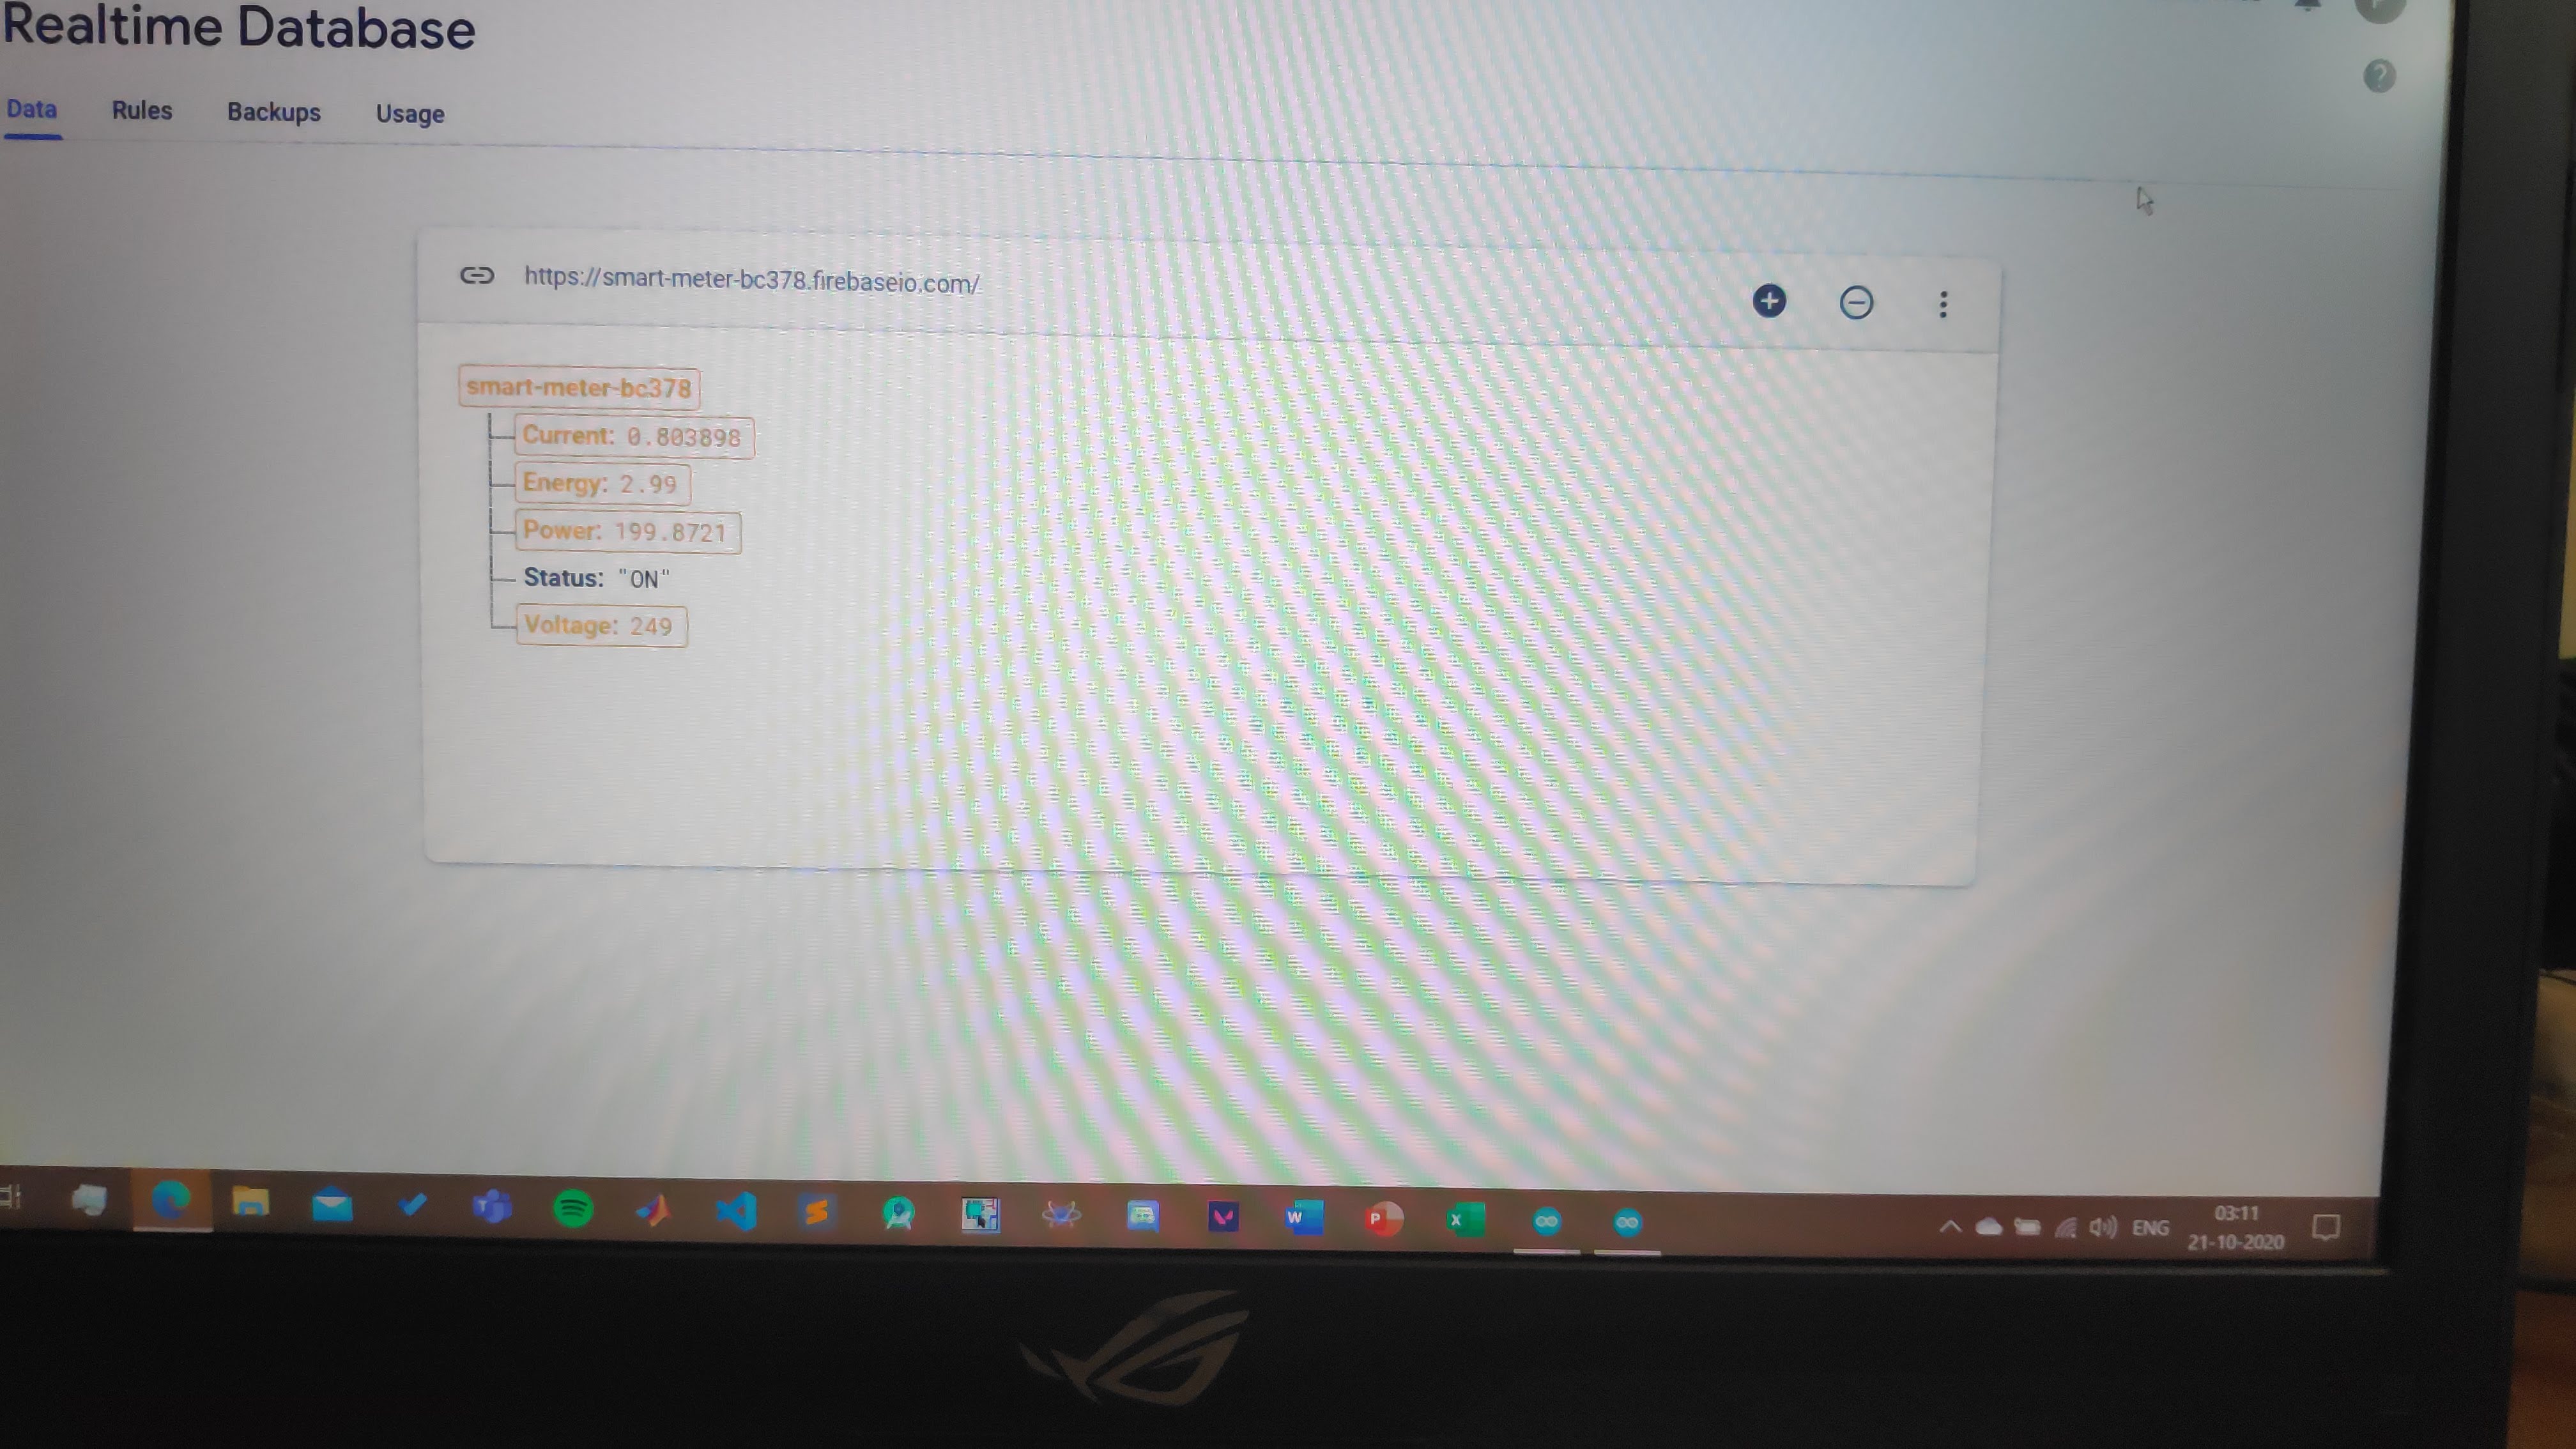 Realtime Database
Data Rules Backups Usage
https://smart-meter-bc378.firebaseio.com/
smart-meter-bc378
Current: 0.803898
Energy: 2.99
Power: 199.8721
Status: "ON"
Voltage: 249
ENG
03:11
21-10-2020